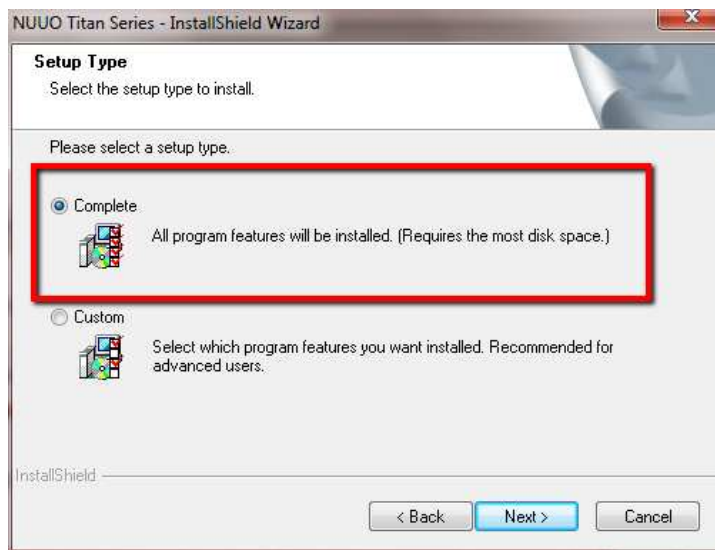 NUUO Titan Series - InstallShield Wizard
Setup Type
Select the setup type to install.
Please select a setup type.
Complete
All program features will be installed. (Requires the most disk space.)
Custom
Select which program features you want installed. Recommended for
advanced users.
InstallShield
< Back
Next >
Cancel